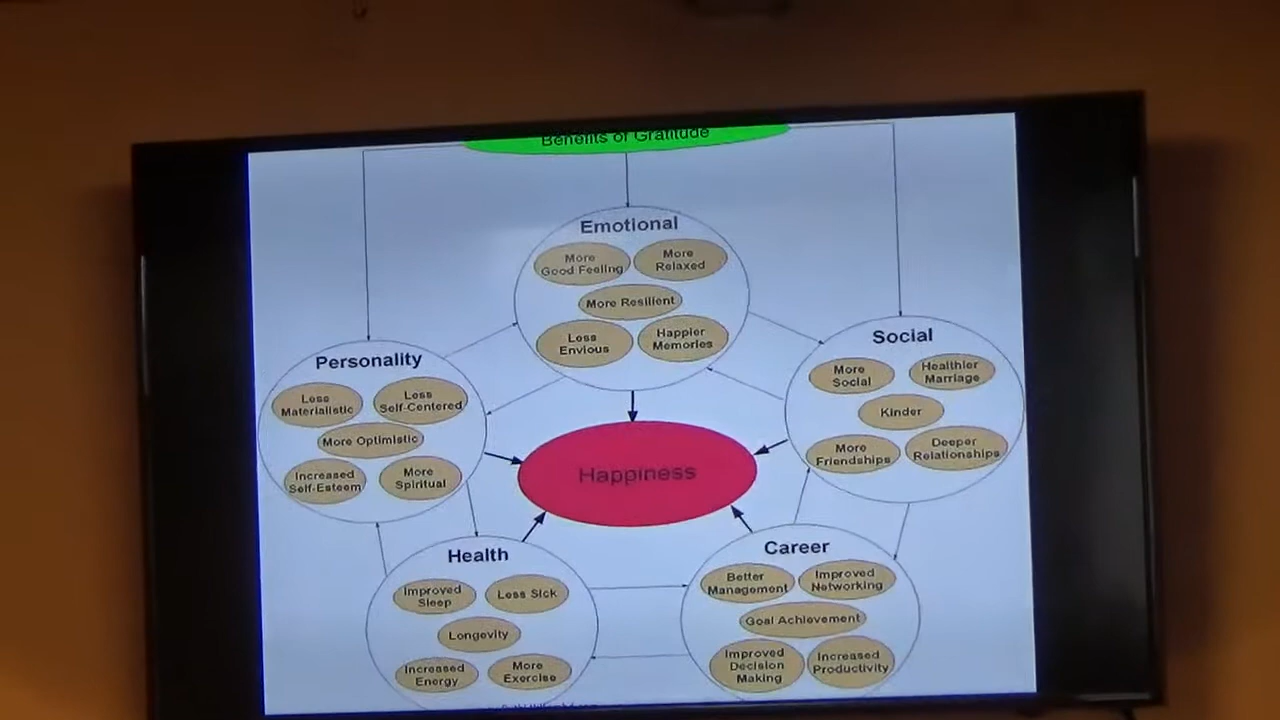 Benefits of Gratitude
Emotional
More
Good Feeling
More
Relaxed
More Resilient
Less
Envious
Happier
Memories
Personality
Less
Materialistic
Less
Self-Centered
More Optimistic
Increased
Self-Esteem
More
Spiritual
Social
More
Social
Healthier
Marriage
Kinder
More
Friendships
Deeper
Relationships
Happiness
Health
Improved
Sleep
Less Sick
Longevity
Increased
Energy
More
Exercise
Career
Better
Management
Improved
Networking
Goal Achievement
Improved
Decision
Making
Increased
Productivity